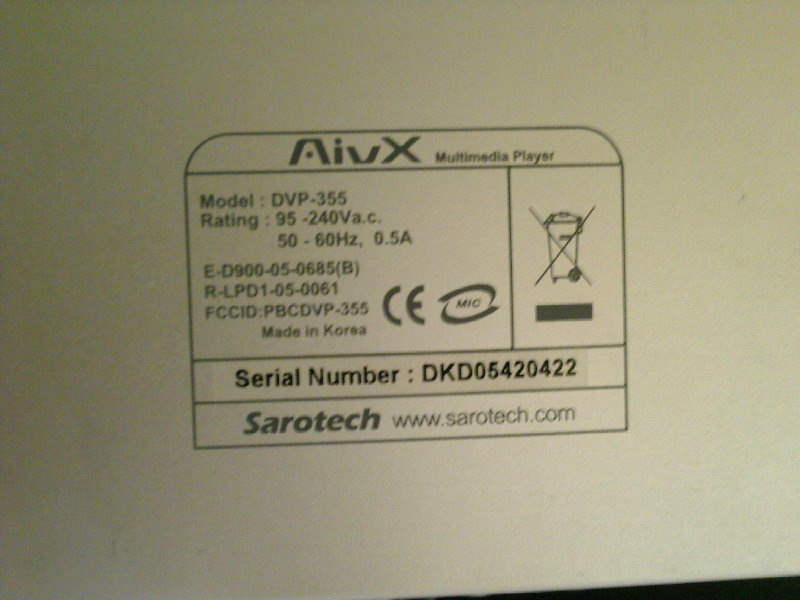 AivX Multimedia Player
Model : DVP-355
Rating : 95 -240Va.c.
50 - 60Hz, 0.5A
E-D900-05-0685(B)
R-LPD1-05-0061
FCCID:PBCDVP-355
Made in Korea
CE MIC
Serial Number : DKD05420422
Sarotech www.sarotech.com